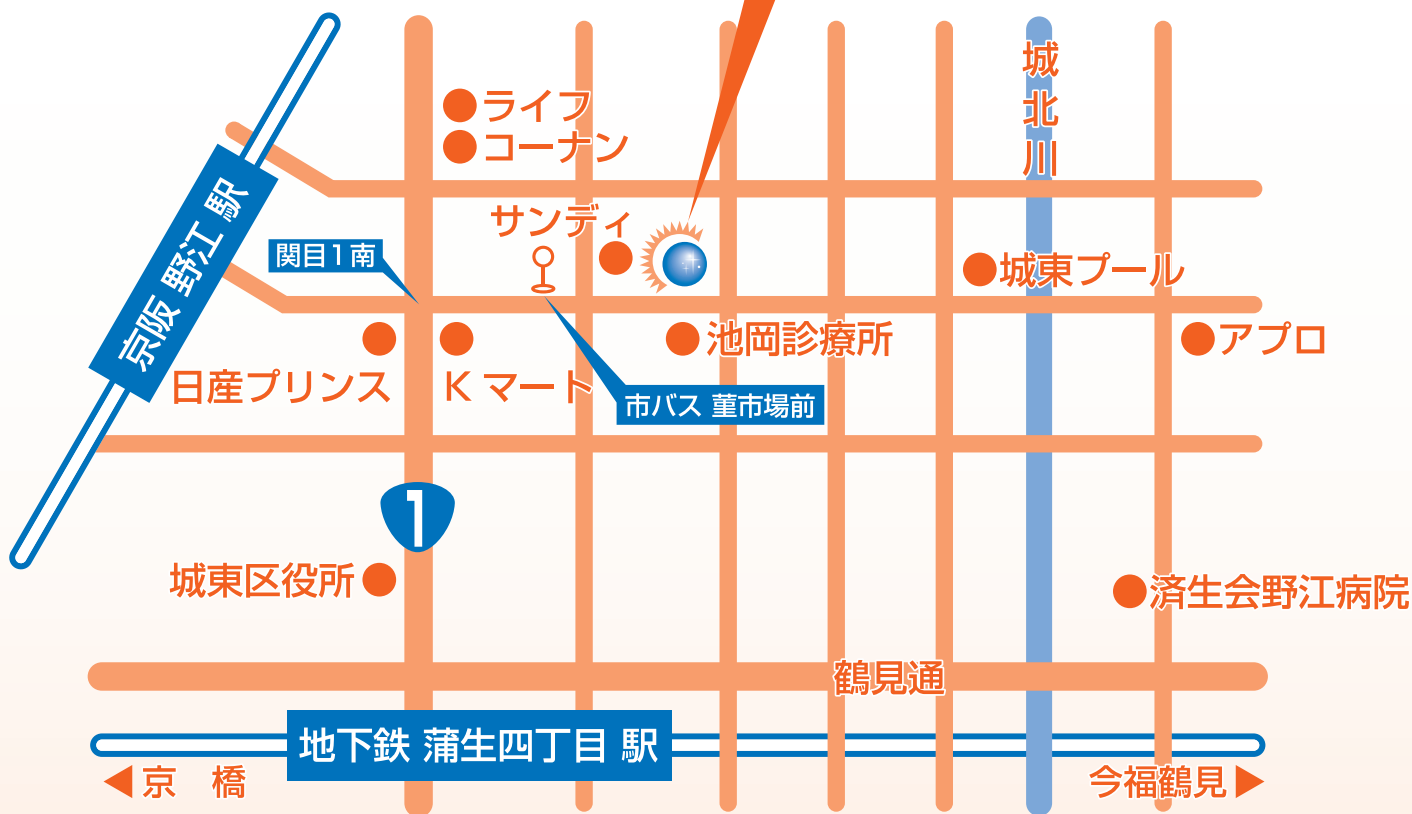 城北川
ライフ
コーナン
京阪 野江 駅
サンディ
関目1南
城東プール
池岡診療所
アプロ
日産プリンス
K マート
市バス 菫市場前
1
城東区役所
済生会野江病院
鶴見通
地下鉄 蒲生四丁目 駅
◀京 橋
今福鶴見▶